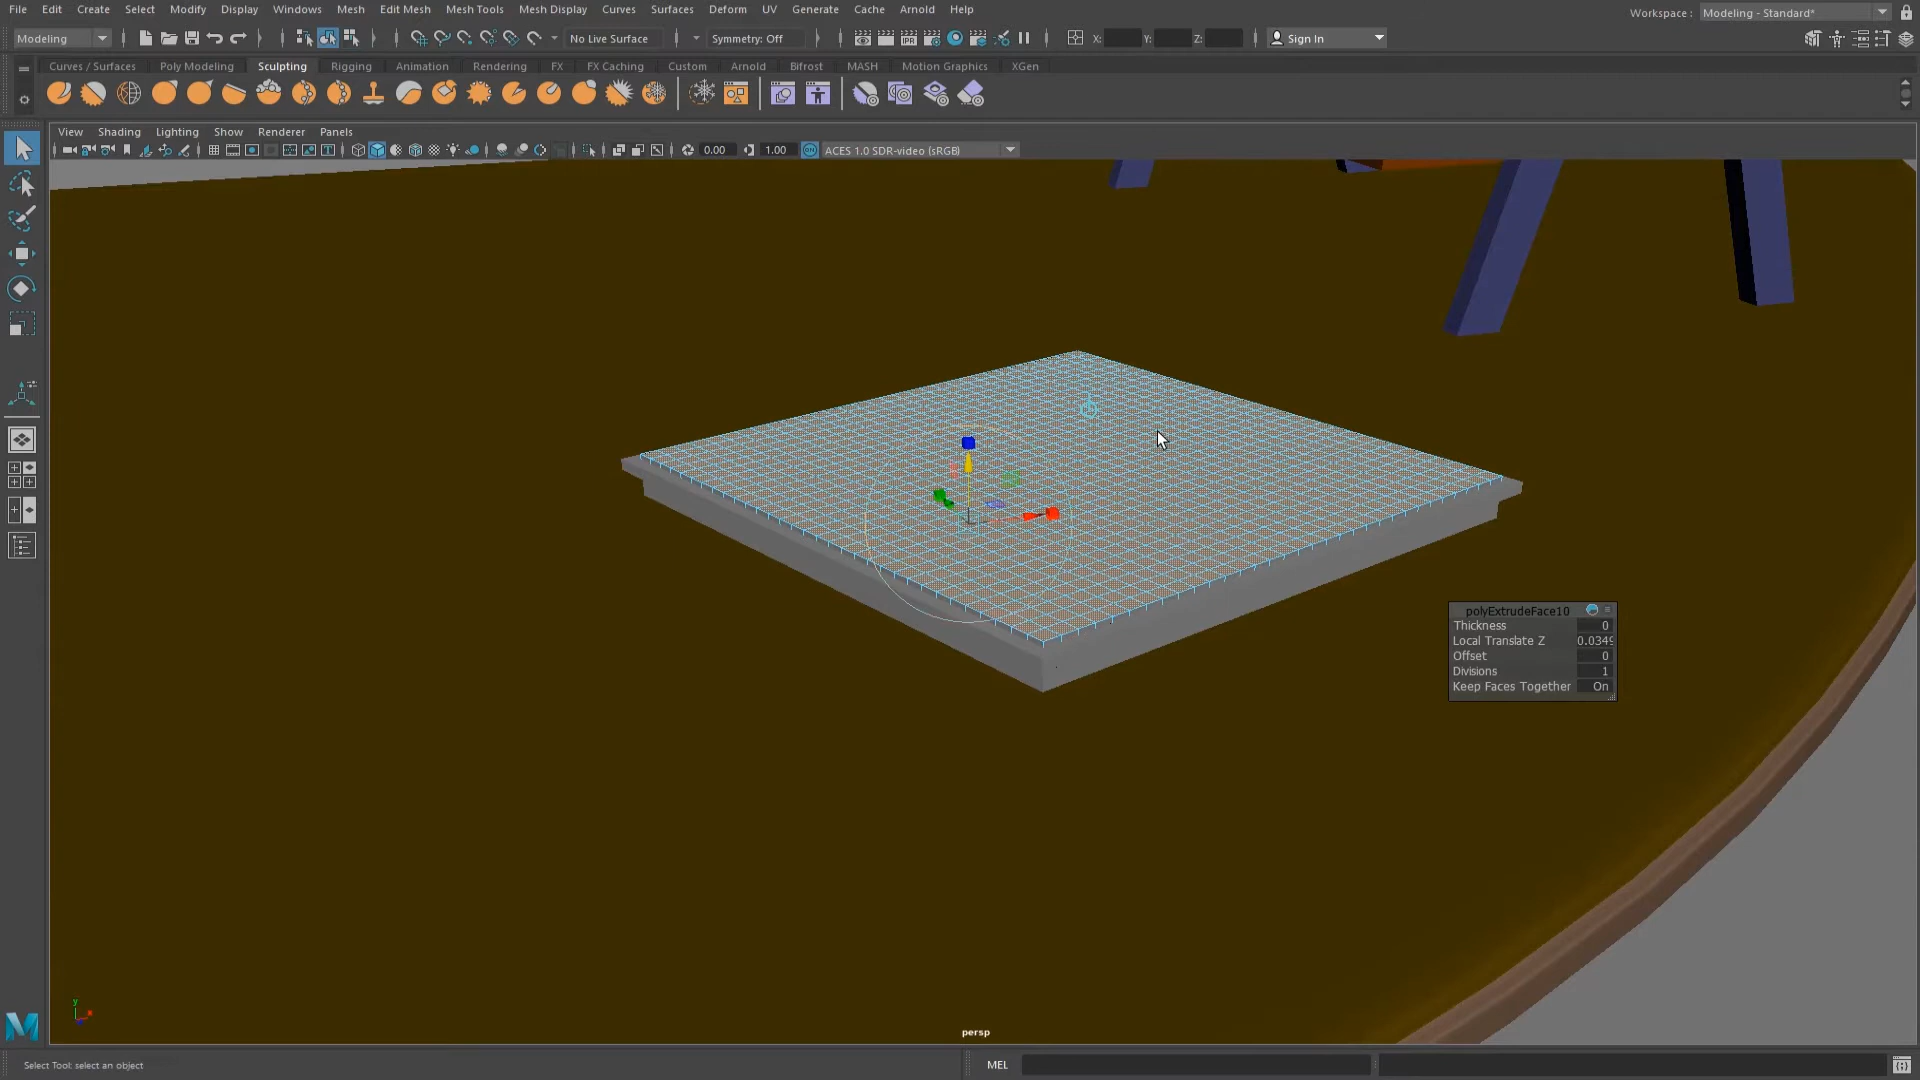 File Edit Create Select Modify Display Windows Mesh Edit Mesh Mesh Tools Mesh Display Curves Surfaces Deform UV Generate Cache Arnold Help Workspace : Modeling - Standard*
Modeling No Live Surface Symmetry: Off X: Y: Z: Sign In
Curves / Surfaces Poly Modeling Sculpting Rigging Animation Rendering FX FX Caching Custom Arnold Bifrost MASH Motion Graphics XGen
View Shading Lighting Show Renderer Panels
0.00 1.00 ACES 1.0 SDR-video (sRGB)
polyExtrudeFace10
Thickness 0
Local Translate Z 0.0349
Offset 0
Divisions 1
Keep Faces Together On
y
x
persp
Select Tool: select an object MEL